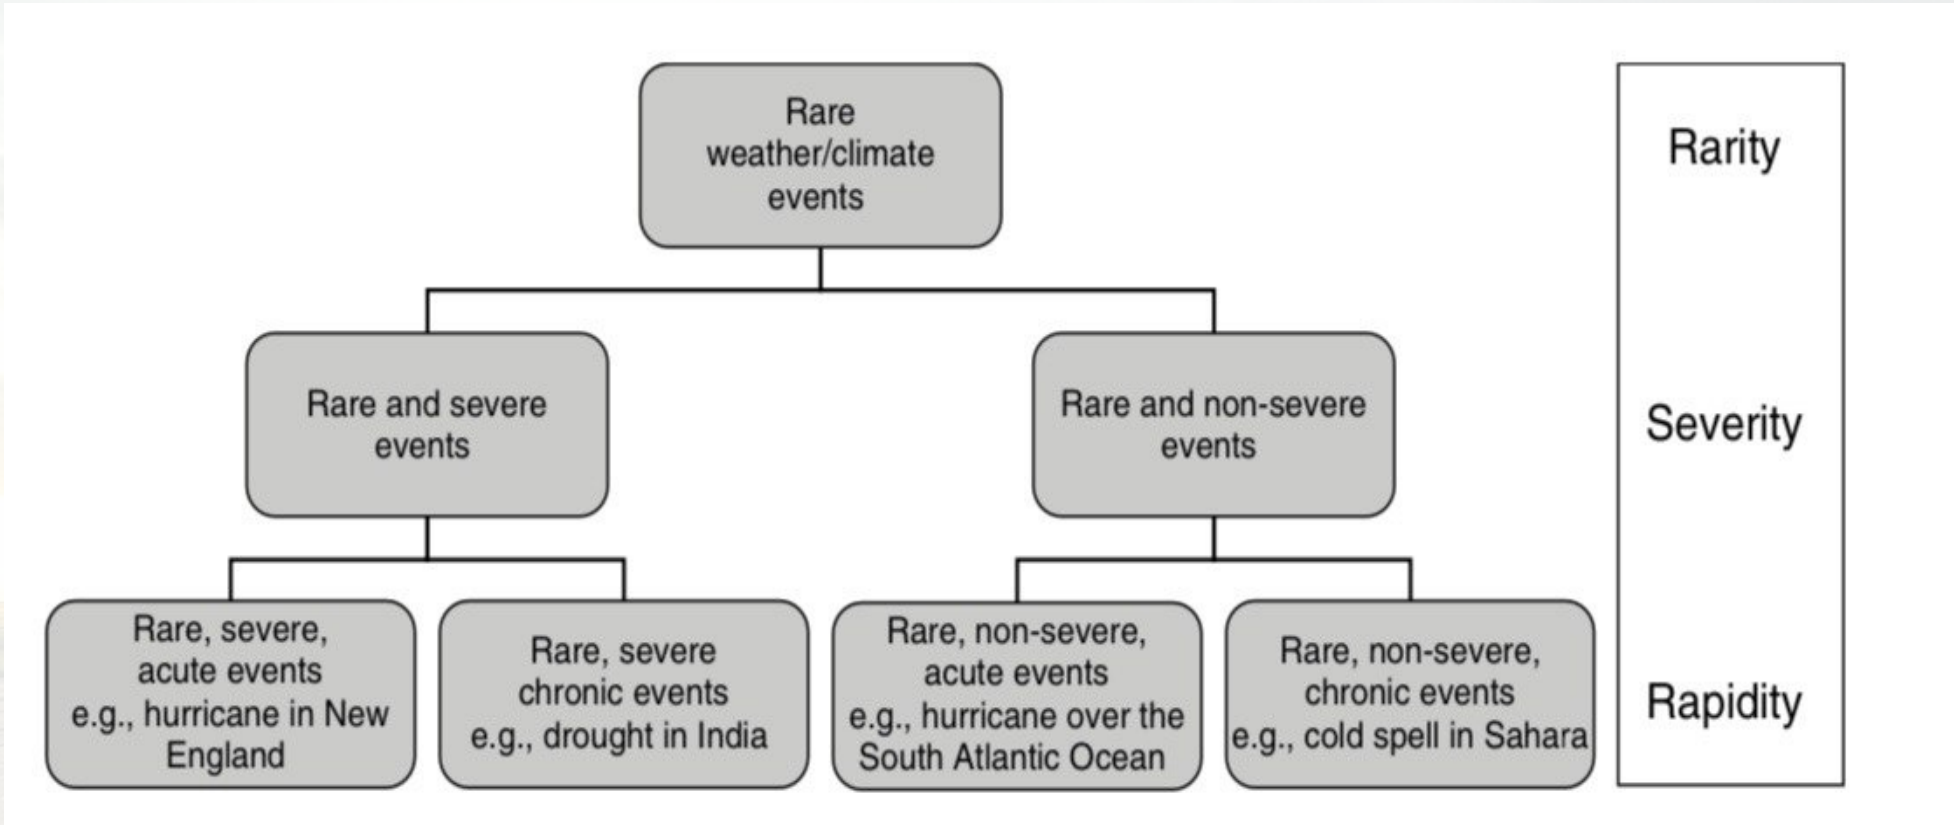 Rare
weather/climate
events
Rarity
Rare and severe
events
Rare and non-severe
events
Severity
Rare, severe,
acute events
e.g., hurricane in New
England
Rare, severe
chronic events
e.g., drought in India
Rare, non-severe,
acute events
e.g., hurricane over the
South Atlantic Ocean
Rare, non-severe,
chronic events
e.g., cold spell in Sahara
Rapidity